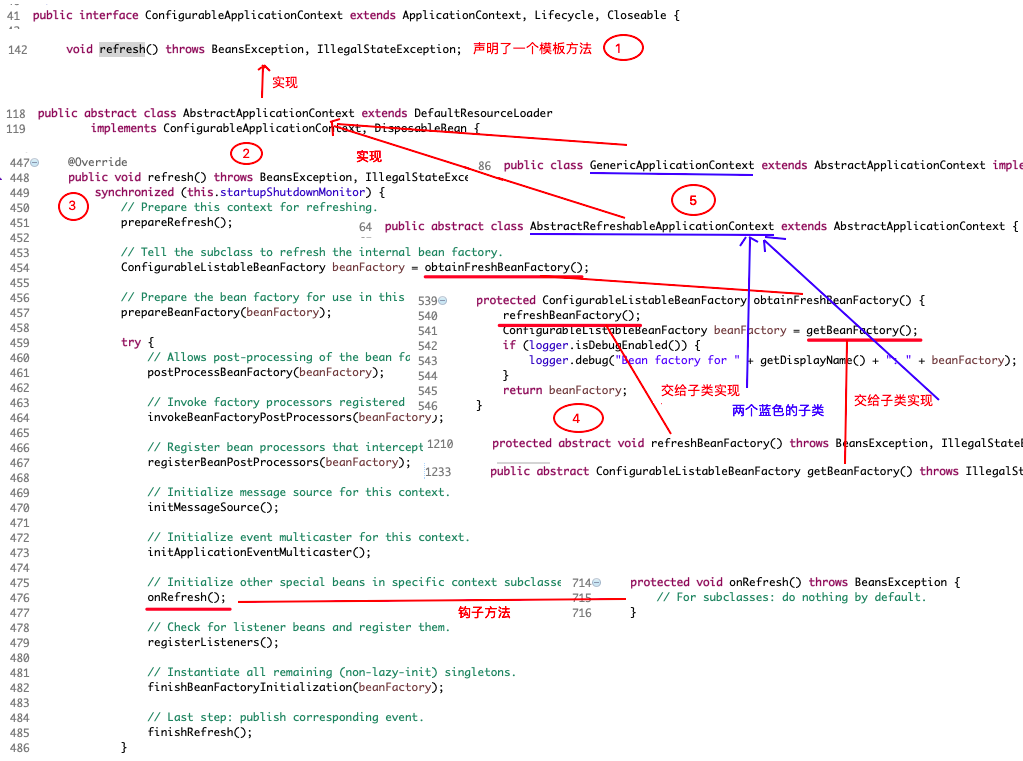 41 public interface ConfigurableApplicationContext extends ApplicationContext, Lifecycle, Closeable {
142 void refresh() throws BeansException, IllegalStateException; 声明了一个模板方法 1
实现
118 public abstract class AbstractApplicationContext extends DefaultResourceLoader
119 implements ConfigurableApplicationContext, DisposableBean {
2
实现
447 @Override
448 public void refresh() throws BeansException, IllegalStateExce
449 synchronized (this.startupShutdownMonitor) {
3
450 // Prepare this context for refreshing.
451 prepareRefresh();
452
453 // Tell the subclass to refresh the internal bean factory.
454 ConfigurableListableBeanFactory beanFactory = obtainFreshBeanFactory();
455
456 // Prepare the bean factory for use in this
457 prepareBeanFactory(beanFactory);
458
459 try {
460 // Allows post-processing of the bean fa
461 postProcessBeanFactory(beanFactory);
462
463 // Invoke factory processors registered
464 invokeBeanFactoryPostProcessors(beanFactory);
465
466 // Register bean processors that intercept
467 registerBeanPostProcessors(beanFactory);
468
469 // Initialize message source for this context.
470 initMessageSource();
471
472 // Initialize event multicaster for this context.
473 initApplicationEventMulticaster();
474
475 // Initialize other special beans in specific context subclasse
476 onRefresh();
477
478 // Check for listener beans and register them.
479 registerListeners();
480
481 // Instantiate all remaining (non-lazy-init) singletons.
482 finishBeanFactoryInitialization(beanFactory);
483
484 // Last step: publish corresponding event.
485 finishRefresh();
486 }
86 public class GenericApplicationContext extends AbstractApplicationContext imple
5
64 public abstract class AbstractRefreshableApplicationContext extends AbstractApplicationContext {
539 protected ConfigurableListableBeanFactory obtainFreshBeanFactory() {
540 refreshBeanFactory();
541 ConfigurableListableBeanFactory beanFactory = getBeanFactory();
542 if (logger.isDebugEnabled()) {
543 logger.debug("Bean factory for " + getDisplayName() + ": " + beanFactory);
544 }
545 return beanFactory;
546 }
交给子类实现
两个蓝色的子类
交给子类实现
4
1210 protected abstract void refreshBeanFactory() throws BeansException, IllegalStateE
1233 public abstract ConfigurableListableBeanFactory getBeanFactory() throws IllegalSt
钩子方法
714 protected void onRefresh() throws BeansException {
715 // For subclasses: do nothing by default.
716 }